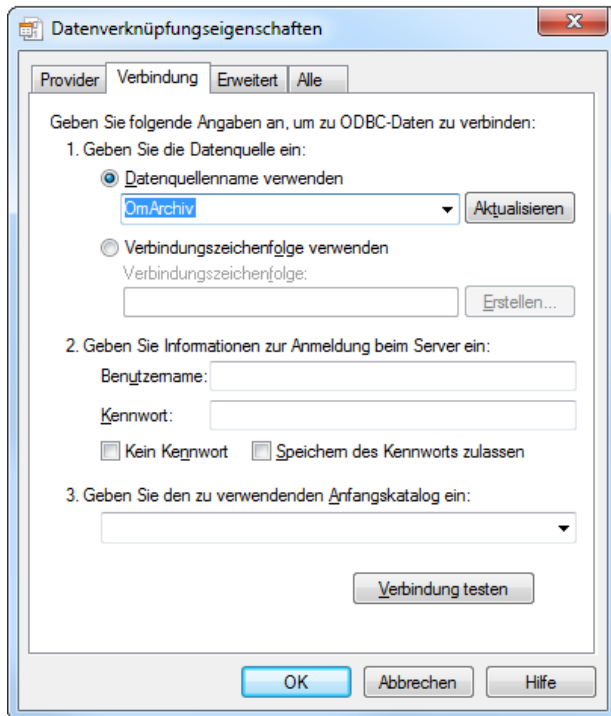 Datenverknüpfungseigenschaften
Provider Verbindung Erweitert Alle
Geben Sie folgende Angaben an, um zu ODBC-Daten zu verbinden:
1. Geben Sie die Datenquelle ein:
Datenquellenname verwenden
OmArchiv Aktualisieren
Verbindungszeichenfolge verwenden
Verbindungszeichenfolge:
Erstellen...
2. Geben Sie Informationen zur Anmeldung beim Server ein:
Benutzername:
Kennwort:
Kein Kennwort Speichern des Kennworts zulassen
3. Geben Sie den zu verwendenden Anfangskatalog ein:
Verbindung testen
OK Abbrechen Hilfe